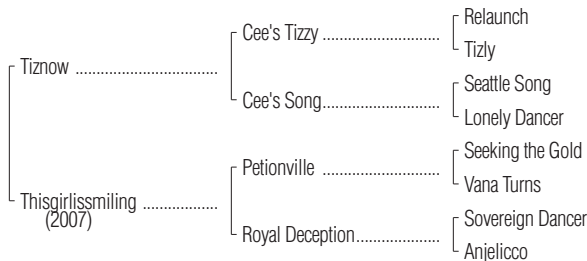 Relaunch
Cee's Tizzy ........................
Tizly
Tiznow .............................
Seattle Song
Cee's Song........................
Lonely Dancer
Seeking the Gold
Petionville ........................
Vana Turns
Thisgirlissmiling ...............
(2007)
Sovereign Dancer
Royal Deception.................
Anjelicco